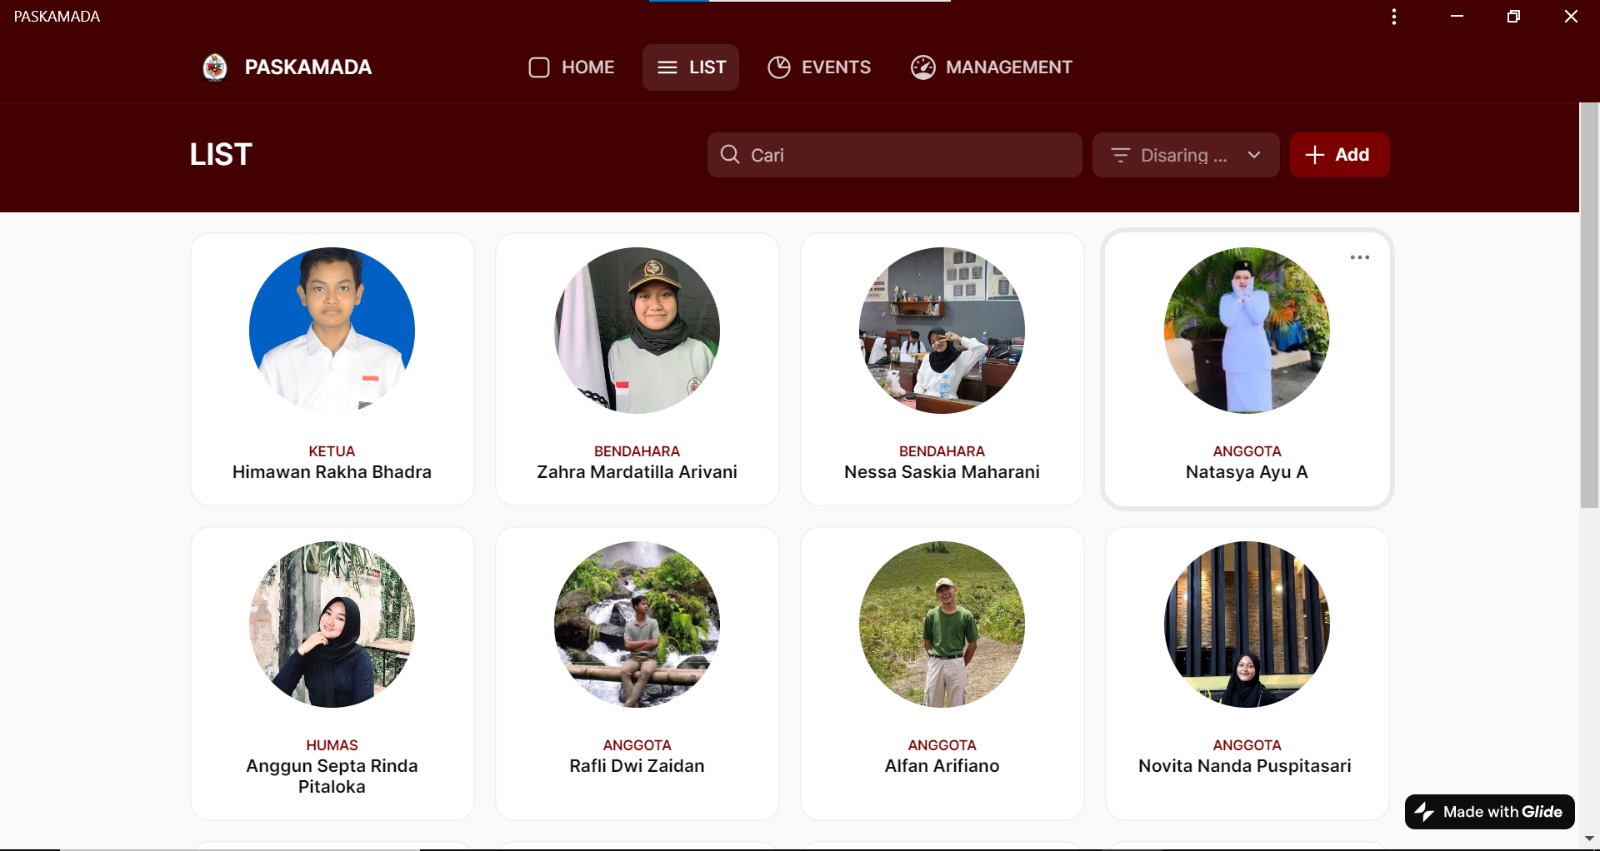 PASKAMADA
PASKAMADA
HOME
LIST
EVENTS
MANAGEMENT
LIST
Cari
Disaring ...
Add
KETUA
Himawan Rakha Bhadra
BENDAHARA
Zahra Mardatilla Arivani
BENDAHARA
Nessa Saskia Maharani
ANGGOTA
Natasya Ayu A
HUMAS
Anggun Septa Rinda
Pitaloka
ANGGOTA
Rafli Dwi Zaidan
ANGGOTA
Alfan Arifiano
ANGGOTA
Novita Nanda Puspitasari
Made with Glide